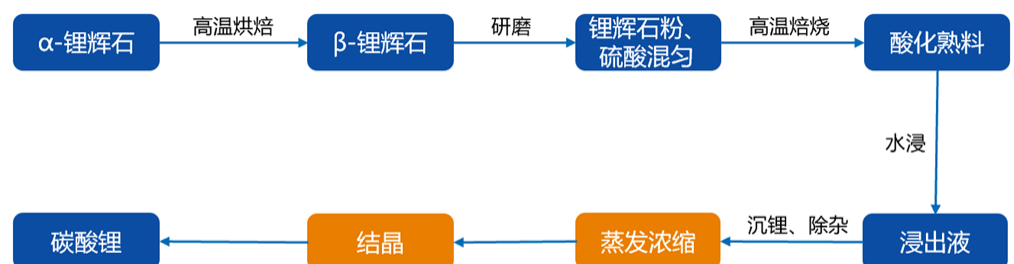 α-锂辉石
高温烘焙
β-锂辉石
研磨
锂辉石粉、
硫酸混匀
高温焙烧
酸化熟料
水浸
浸出液
沉锂、除杂
蒸发浓缩
结晶
碳酸锂